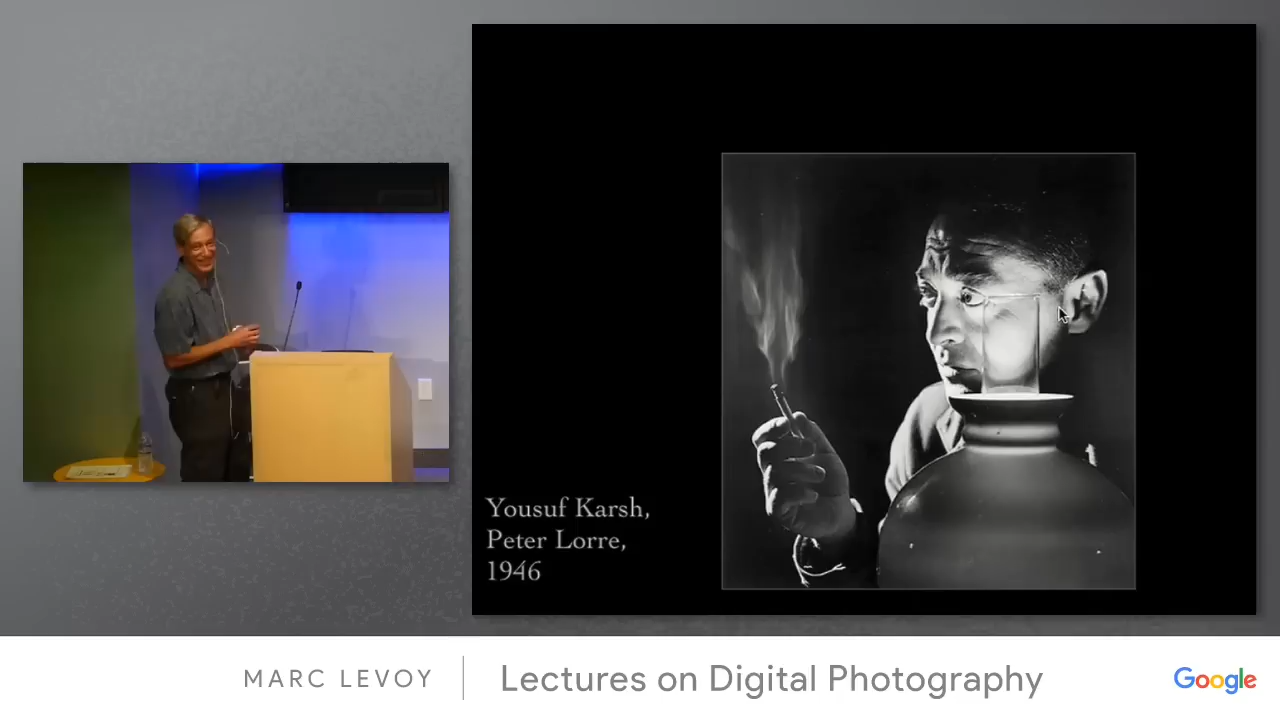 Yousuf Karsh,
Peter Lorre,
1946
MARC LEVOY
Lectures on Digital Photography
Google